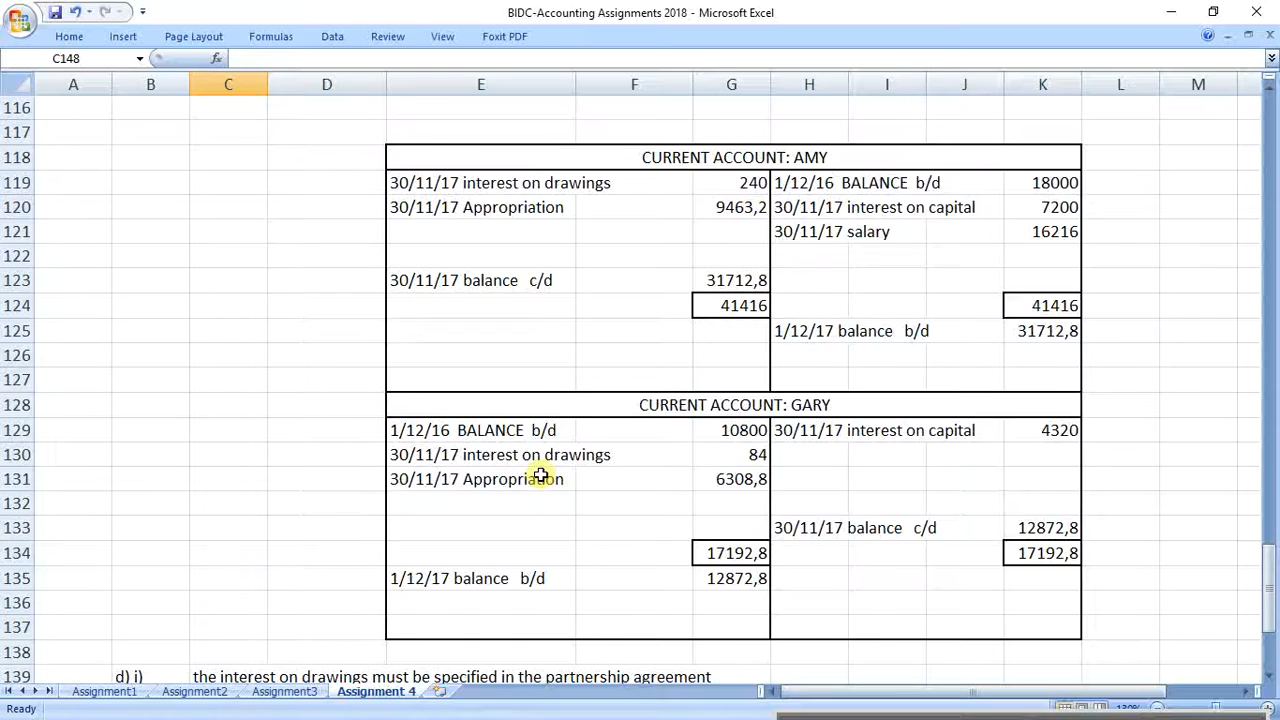 BIDC-Accounting Assignments 2018 - Microsoft Excel
Home Insert Page Layout Formulas Data Review View Foxit PDF
C148 fx
A B C D E F G H I J K L M
116
117
118 CURRENT ACCOUNT: AMY
119 30/11/17 interest on drawings 240 1/12/16 BALANCE b/d 18000
120 30/11/17 Appropriation 9463,2 30/11/17 interest on capital 7200
121 30/11/17 salary 16216
122
123 30/11/17 balance c/d 31712,8
124 41416 41416
125 1/12/17 balance b/d 31712,8
126
127
128 CURRENT ACCOUNT: GARY
129 1/12/16 BALANCE b/d 10800 30/11/17 interest on capital 4320
130 30/11/17 interest on drawings 84
131 30/11/17 Appropriation 6308,8
132
133 30/11/17 balance c/d 12872,8
134 17192,8 17192,8
135 1/12/17 balance b/d 12872,8
136
137
138
139 d) i) the interest on drawings must be specified in the partnership agreement
Assignment1 Assignment2 Assignment3 Assignment 4
Ready 130%